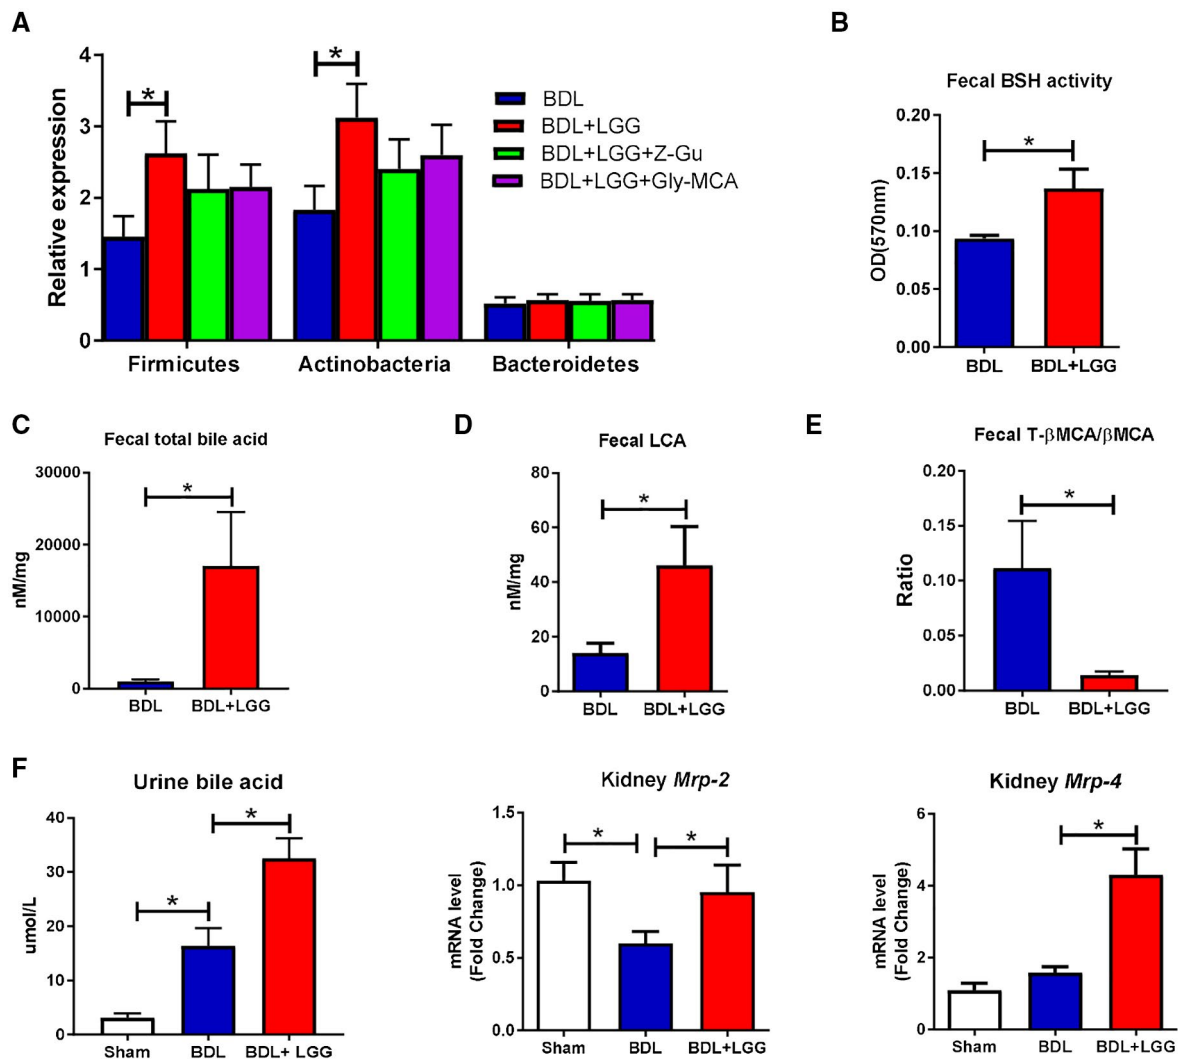 A
Relative expression
4
3
2
1
0
*
*
BDL
BDL+LGG
BDL+LGG+Z-Gu
BDL+LGG+Gly-MCA
Firmicutes
Actinobacteria
Bacteroidetes
B
Fecal BSH activity
OD(570nm)
0.20
0.15
0.10
0.05
0.00
*
BDL
BDL+LGG
C
Fecal total bile acid
nM/mg
30000
20000
10000
0
*
BDL
BDL+LGG
D
Fecal LCA
nM/mg
80
60
40
20
0
*
BDL
BDL+LGG
E
Fecal T-βMCA/βMCA
Ratio
0.20
0.15
0.10
0.05
0.00
*
BDL
BDL+LGG
F
Urine bile acid
umol/L
40
30
20
10
0
*
*
Sham
BDL
BDL+ LGG
Kidney Mrp-2
mRNA level
(Fold Change)
1.5
1.0
0.5
0.0
*
*
Sham
BDL
BDL+LGG
Kidney Mrp-4
mRNA level
(Fold Change)
6
4
2
0
*
Sham
BDL
BDL+LGG